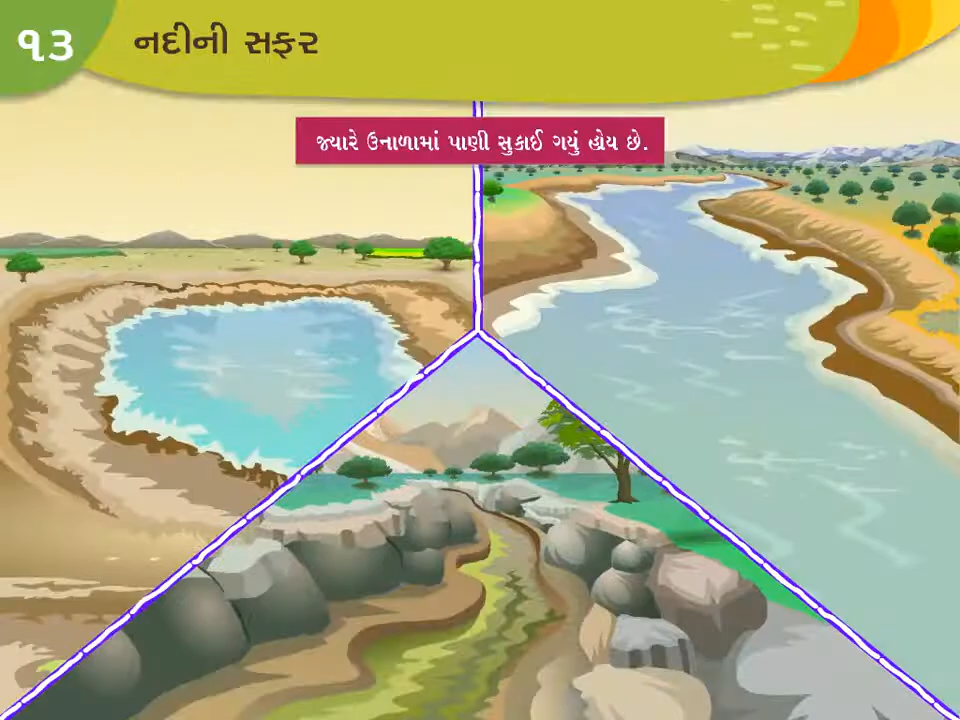 ૧૩
નદીની સફર
જ્યારે ઉનાળામાં પાણી સુકાઈ ગયું હોય છે.